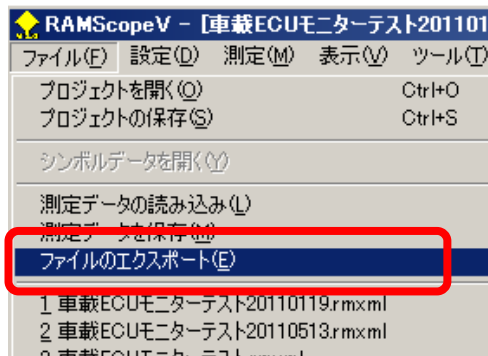 RAMScopeV - [車載ECUモニターテスト201101
ファイル(F) 設定(D) 測定(M) 表示(V) ツール(T)
プロジェクトを開く(O) Ctrl+O
プロジェクトの保存(S) Ctrl+S
シンボルデータを開く(Y)
測定データの読み込み(L)
測定データを保存(M)
ファイルのエクスポート(E)
1 車載ECUモニターテスト20110119.rmxml
2 車載ECUモニターテスト20110513.rmxml